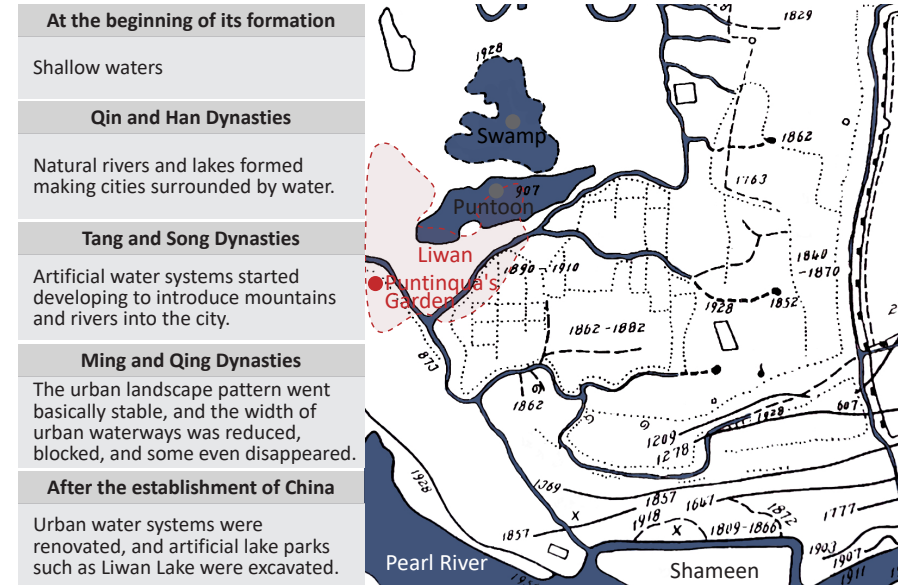 At the beginning of its formation
Shallow waters
Qin and Han Dynasties
Natural rivers and lakes formed
making cities surrounded by water.
Tang and Song Dynasties
Artificial water systems started
developing to introduce mountains
and rivers into the city.
Ming and Qing Dynasties
The urban landscape pattern went
basically stable, and the width of
urban waterways was reduced,
blocked, and some even disappeared.
After the establishment of China
Urban water systems were
renovated, and artificial lake parks
such as Liwan Lake were excavated.
1829
1928
Swamp
1862
1763
907
Puntoon
Liwan
1840
-1870
1890-1910
Puntinqua's
Garden
1928
1852
2
1862-1882
873
1862
607
1928
1209
1278
1928
1369
1857
1647
1872
1777
1918
X
X
1809-1866
1857
1903
1907
1911
Pearl River
Shameen